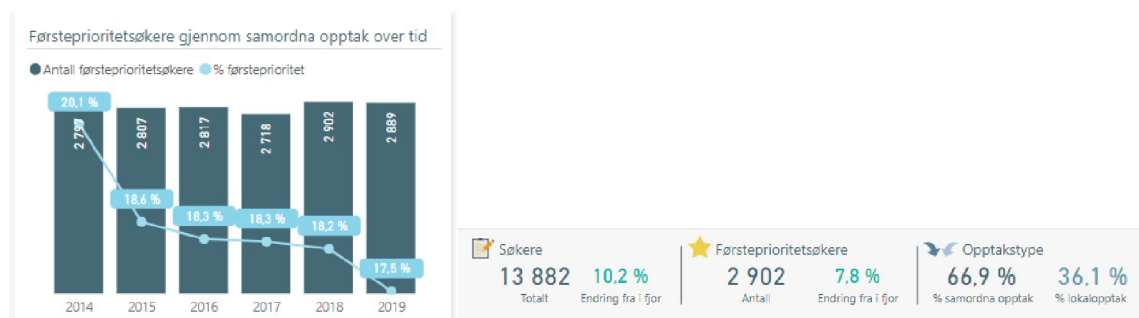 Førsteprioritetsøkere gjennom samordna opptak over tid
Antall førsteprioritetsøkere % førsteprioritet
20,1 %
18,6 %
18,3 %
18,3 %
18,2 %
17,5 %
2 807
2 817
2 718
2 902
2 889
2014 2015 2016 2017 2018 2019
Søkere
13 882 10,2 %
Totalt Endring fra i fjor
Førsteprioritetsøkere
2 902 7,8 %
Antall Endring fra i fjor
Opptakstype
66,9 % 36,1 %
% samordna opptak % lokalopptak